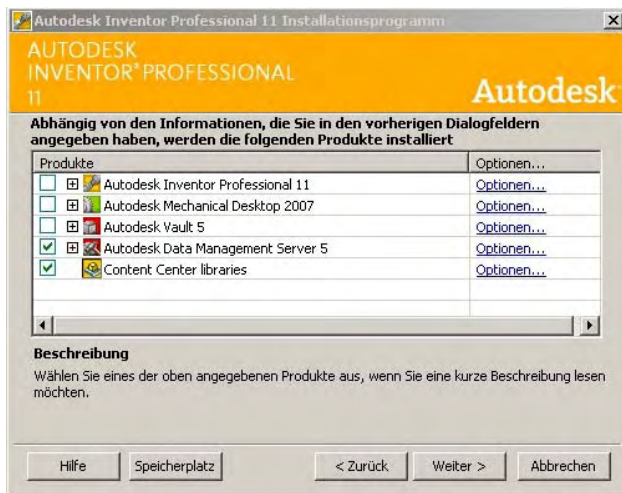 Autodesk Inventor Professional 11 Installationsprogramm
AUTODESK
INVENTOR® PROFESSIONAL
11
Autodesk
Abhängig von den Informationen, die Sie in den vorherigen Dialogfeldern
angegeben haben, werden die folgenden Produkte installiert
Produkte Optionen...
Autodesk Inventor Professional 11 Optionen...
Autodesk Mechanical Desktop 2007 Optionen...
Autodesk Vault 5 Optionen...
Autodesk Data Management Server 5 Optionen...
Content Center libraries Optionen...
Beschreibung
Wählen Sie eines der oben angegebenen Produkte aus, wenn Sie eine kurze Beschreibung lesen
möchten.
Hilfe Speicherplatz < Zurück Weiter > Abbrechen